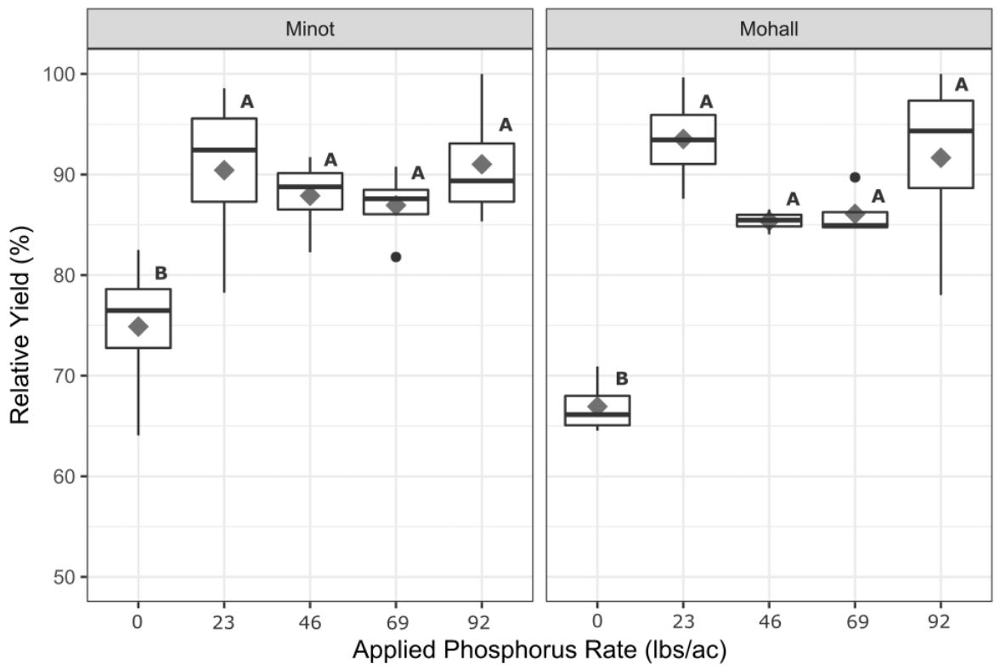 Minot
Mohall
Relative Yield (%)
100
90
80
70
60
50
B
A
A
A
A
B
A
A
A
A
0 23 46 69 92
0 23 46 69 92
Applied Phosphorus Rate (lbs/ac)